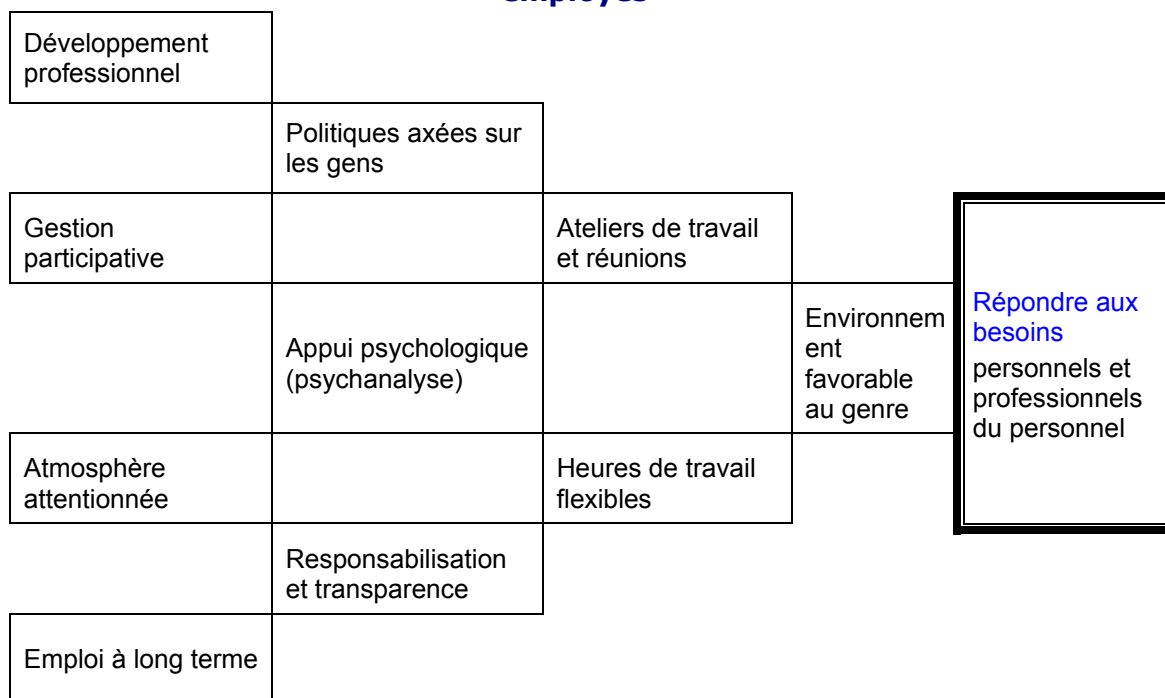 employés
Développement
professionnel
Politiques axées sur
les gens
Gestion
participative
Ateliers de travail
et réunions
Appui psychologique
(psychanalyse)
Environnem
ent
favorable
au genre
Répondre aux
besoins
personnels et
professionnels
du personnel
Atmosphère
attentionnée
Heures de travail
flexibles
Responsabilisation
et transparence
Emploi à long terme